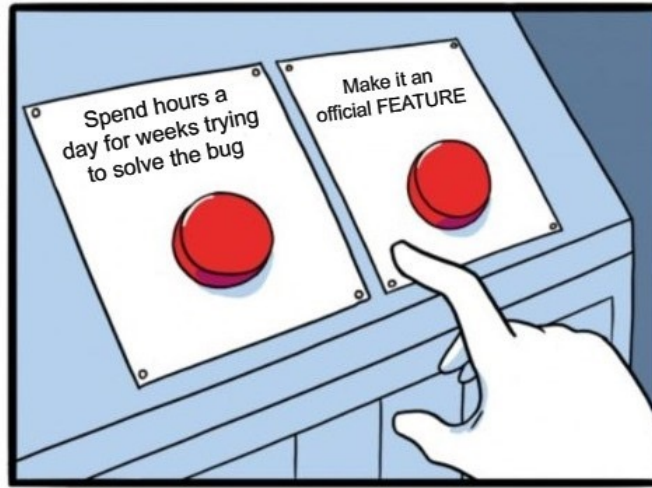 Spend hours a
day for weeks trying
to solve the bug
Make it an
official FEATURE